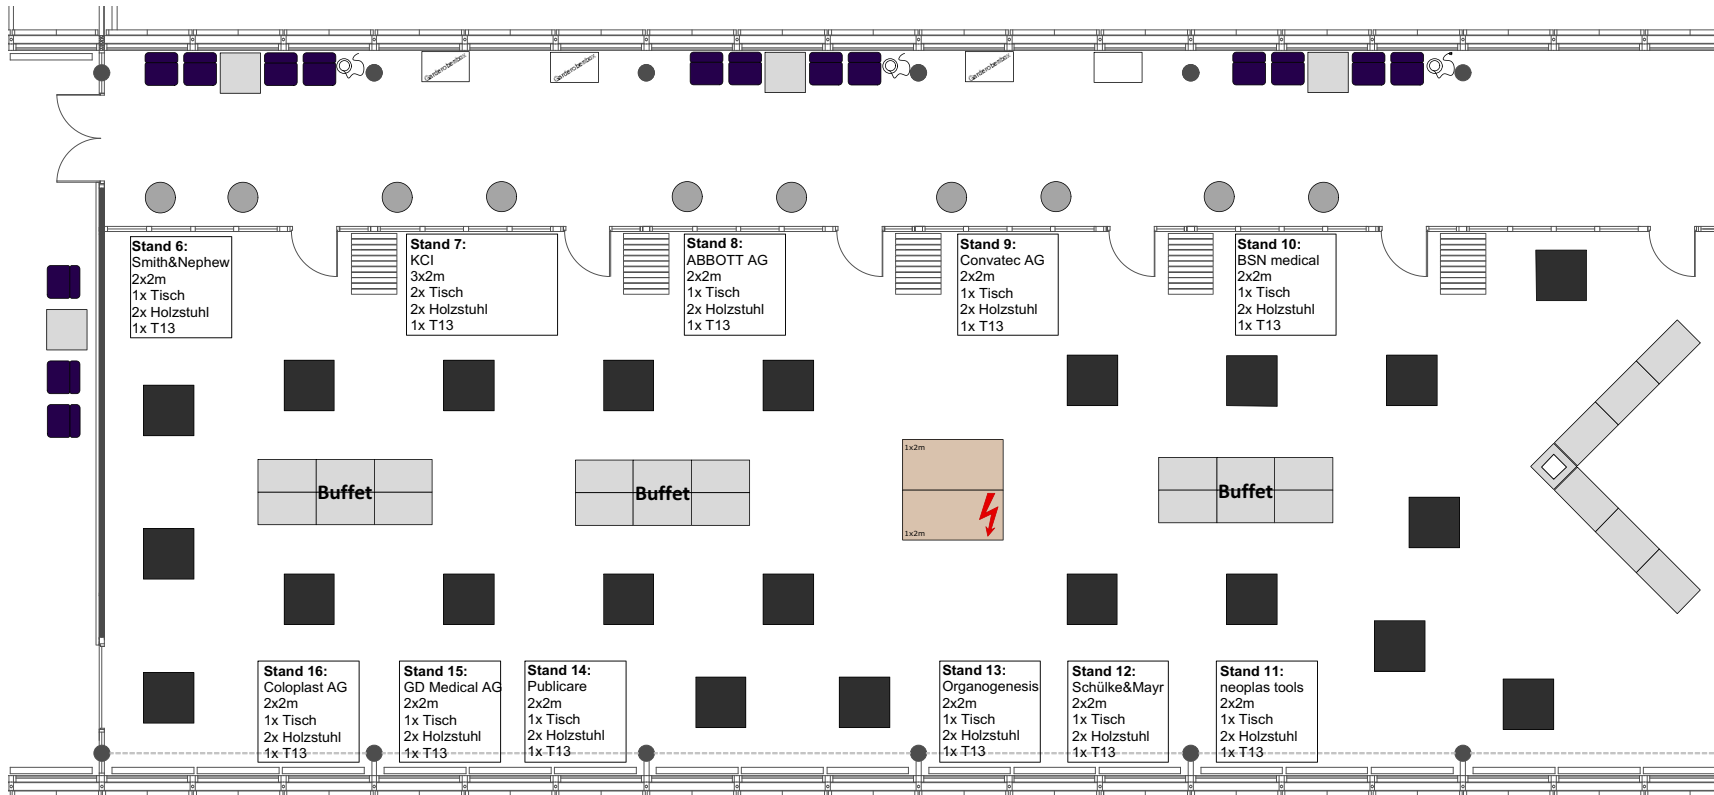 Garderobenbox
Garderobenbox
Garderobenbox
Stand 6:
Smith&Nephew
2x2m
1x Tisch
2x Holzstuhl
1x T13
Stand 7:
KCI
3x2m
2x Tisch
2x Holzstuhl
1x T13
Stand 8:
ABBOTT AG
2x2m
1x Tisch
2x Holzstuhl
1x T13
Stand 9:
Convatec AG
2x2m
1x Tisch
2x Holzstuhl
1x T13
Stand 10:
BSN medical
2x2m
1x Tisch
2x Holzstuhl
1x T13
Buffet
Buffet
1x2m
1x2m
Buffet
Stand 16:
Coloplast AG
2x2m
1x Tisch
2x Holzstuhl
1x T13
Stand 15:
GD Medical AG
2x2m
1x Tisch
2x Holzstuhl
1x T13
Stand 14:
Publicare
2x2m
1x Tisch
2x Holzstuhl
1x T13
Stand 13:
Organogenesis
2x2m
1x Tisch
2x Holzstuhl
1x T13
Stand 12:
Schülke&Mayr
2x2m
1x Tisch
2x Holzstuhl
1x T13
Stand 11:
neoplas tools
2x2m
1x Tisch
2x Holzstuhl
1x T13